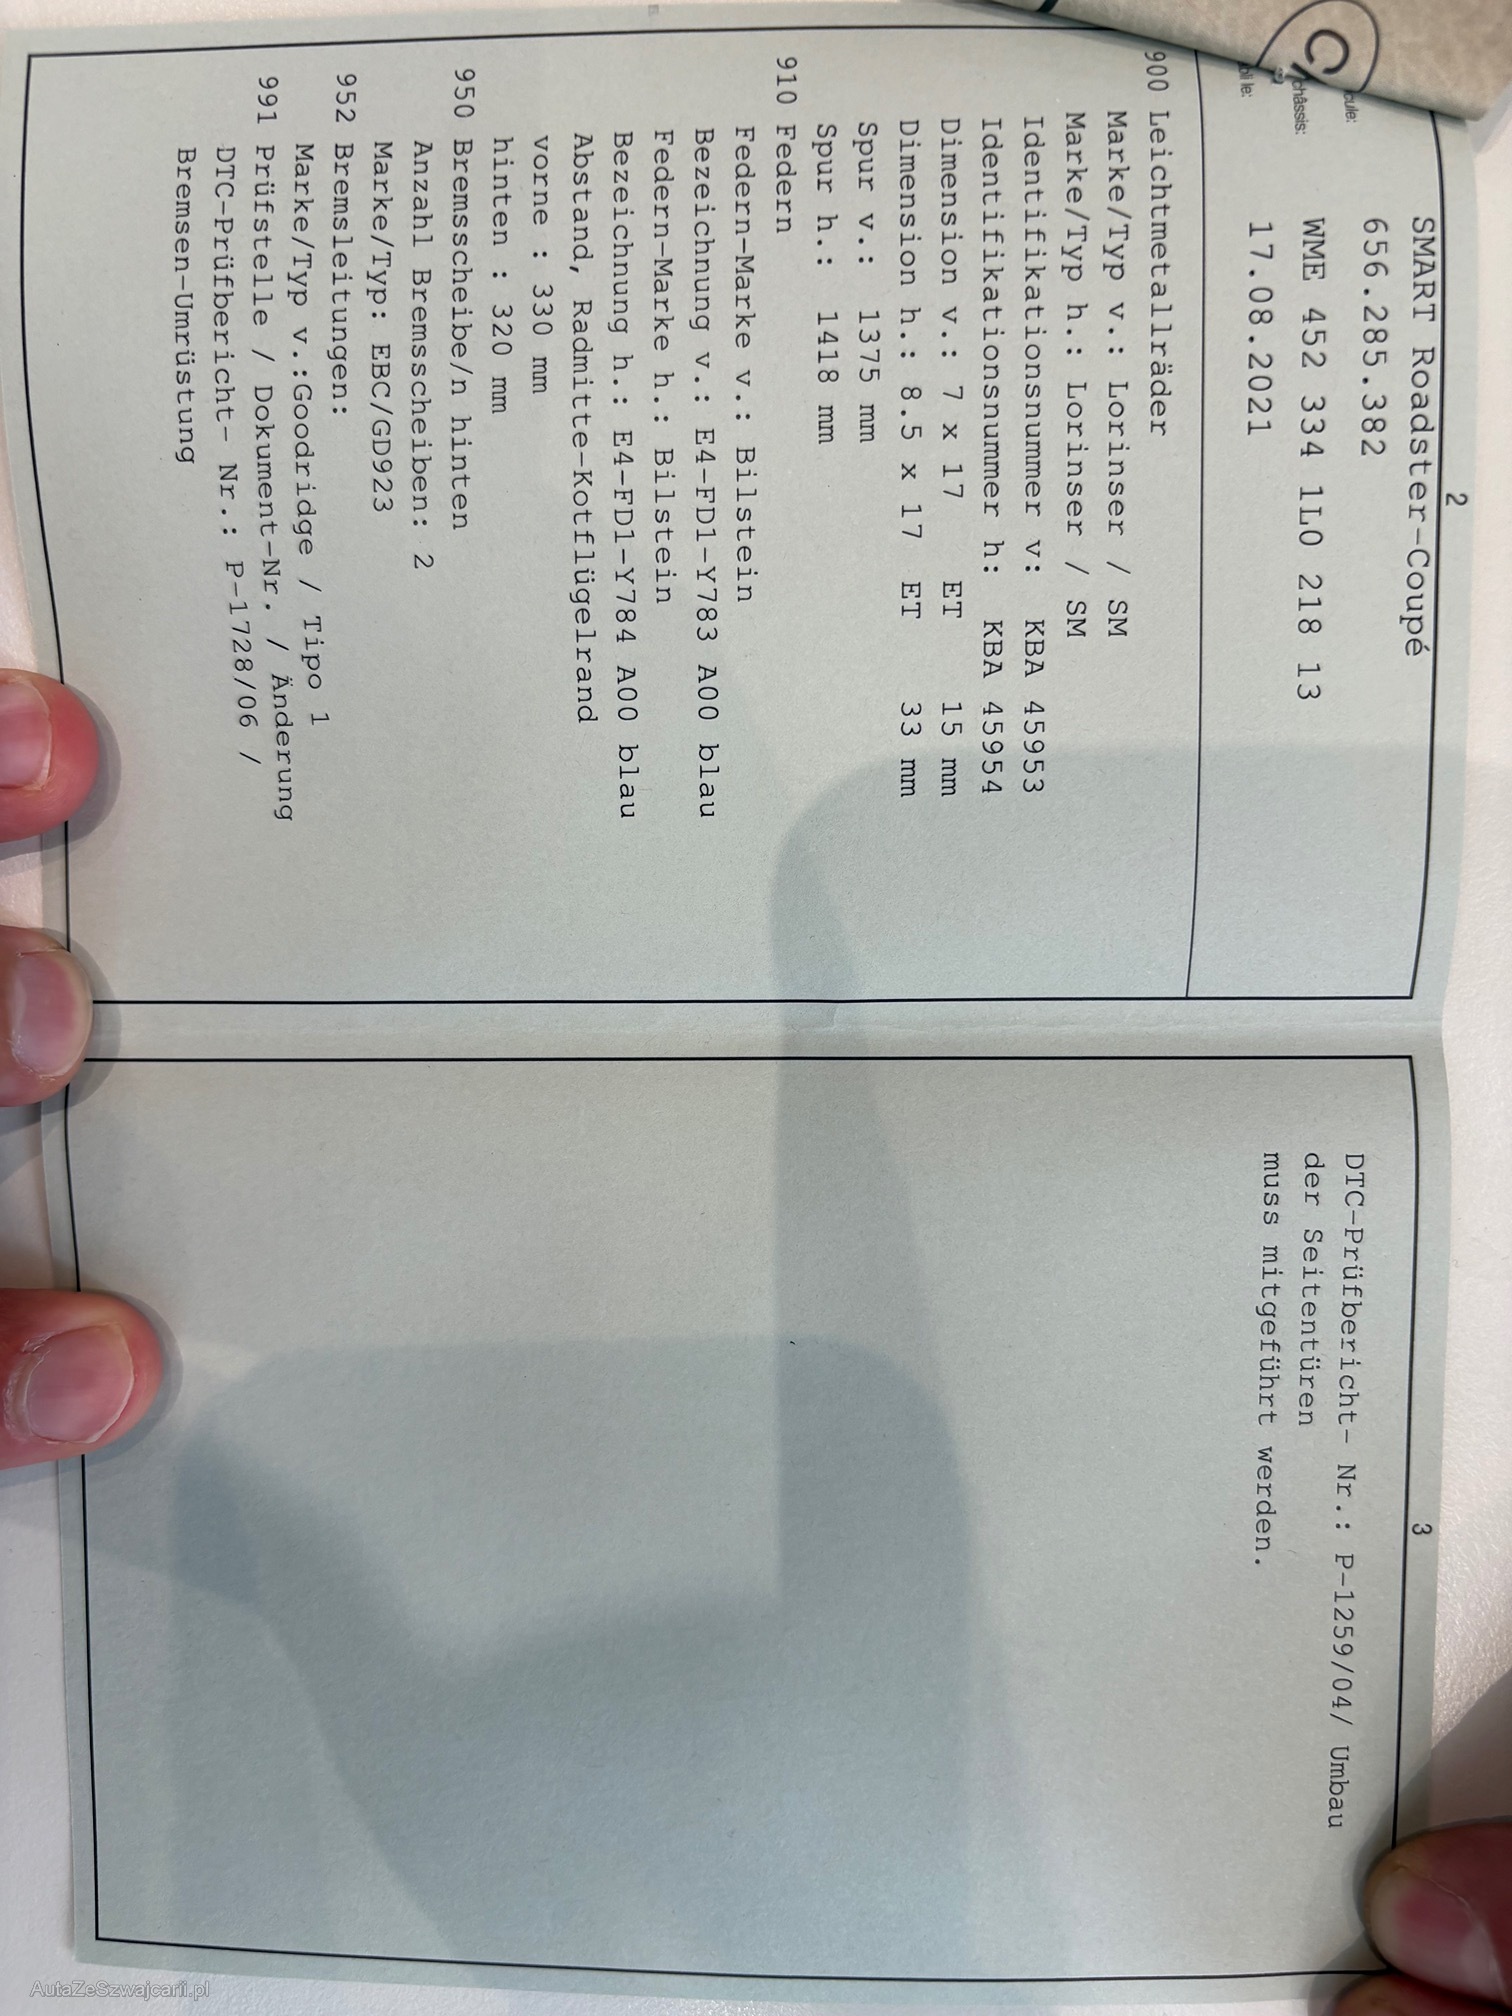 2
SMART Roadster-Coupé
cule: 656.285.382
châssis: WME 452 334 1L0 218 13
le: 17.08.2021
900 Leichtmetallräder
Marke/Typ v.: Lorinser / SM
Marke/Typ h.: Lorinser / SM
Identifikationsnummer v: KBA 45953
Identifikationsnummer h: KBA 45954
Dimension v.: 7 x 17 ET 15 mm
Dimension h.: 8.5 x 17 ET 33 mm
Spur v.: 1375 mm
Spur h.: 1418 mm
910 Federn
Federn-Marke v.: Bilstein
Bezeichnung v.: E4-FD1-Y783 A00 blau
Federn-Marke h.: Bilstein
Bezeichnung h.: E4-FD1-Y784 A00 blau
Abstand, Radmitte-Kotflügelrand
vorne : 330 mm
hinten : 320 mm
950 Bremsscheibe/n hinten
Anzahl Bremsscheiben: 2
Marke/Typ: EBC/GD923
952 Bremsleitungen:
Marke/Typ v.:Goodridge / Tipo 1
991 Prüfstelle / Dokument-Nr. / Änderung
DTC-Prüfbericht- Nr.: P-1728/06 /
Bremsen-Umrüstung
3
DTC-Prüfbericht- Nr.: P-1259/04/ Umbau
der Seitentüren
muss mitgeführt werden.
C
AutaZeSzwajcarii.pl